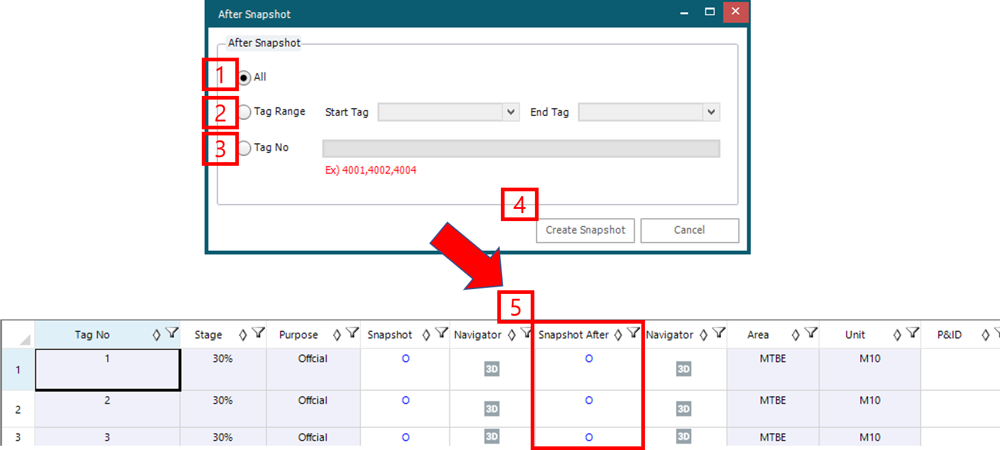 After Snapshot
After Snapshot
1 All
2 Tag Range Start Tag End Tag
3 Tag No
Ex) 4001,4002,4004
4
Create Snapshot Cancel
5
Tag No Stage Purpose Snapshot Navigator Snapshot After Navigator Area Unit P&ID
1 1 30% Offcial O 3D O 3D MTBE M10
2 2 30% Offcial O 3D O 3D MTBE M10
3 3 30% Offcial O 3D O 3D MTBE M10